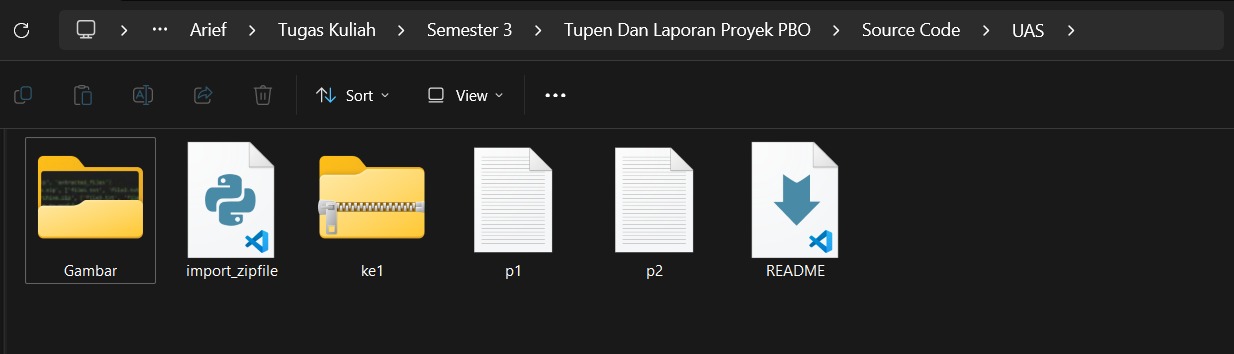 Arief Tugas Kuliah Semester 3 Tupen Dan Laporan Proyek PBO Source Code UAS
Sort View
Gambar import_zipfile ke1 p1 p2 README